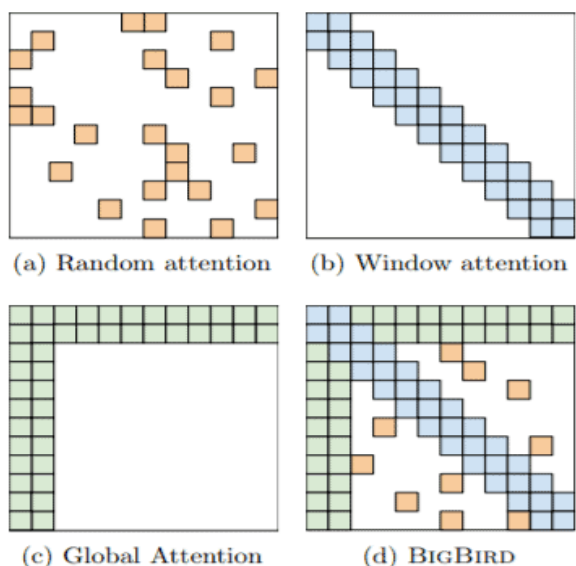 (a) Random attention
(b) Window attention
(c) Global Attention
(d) BIGBIRD